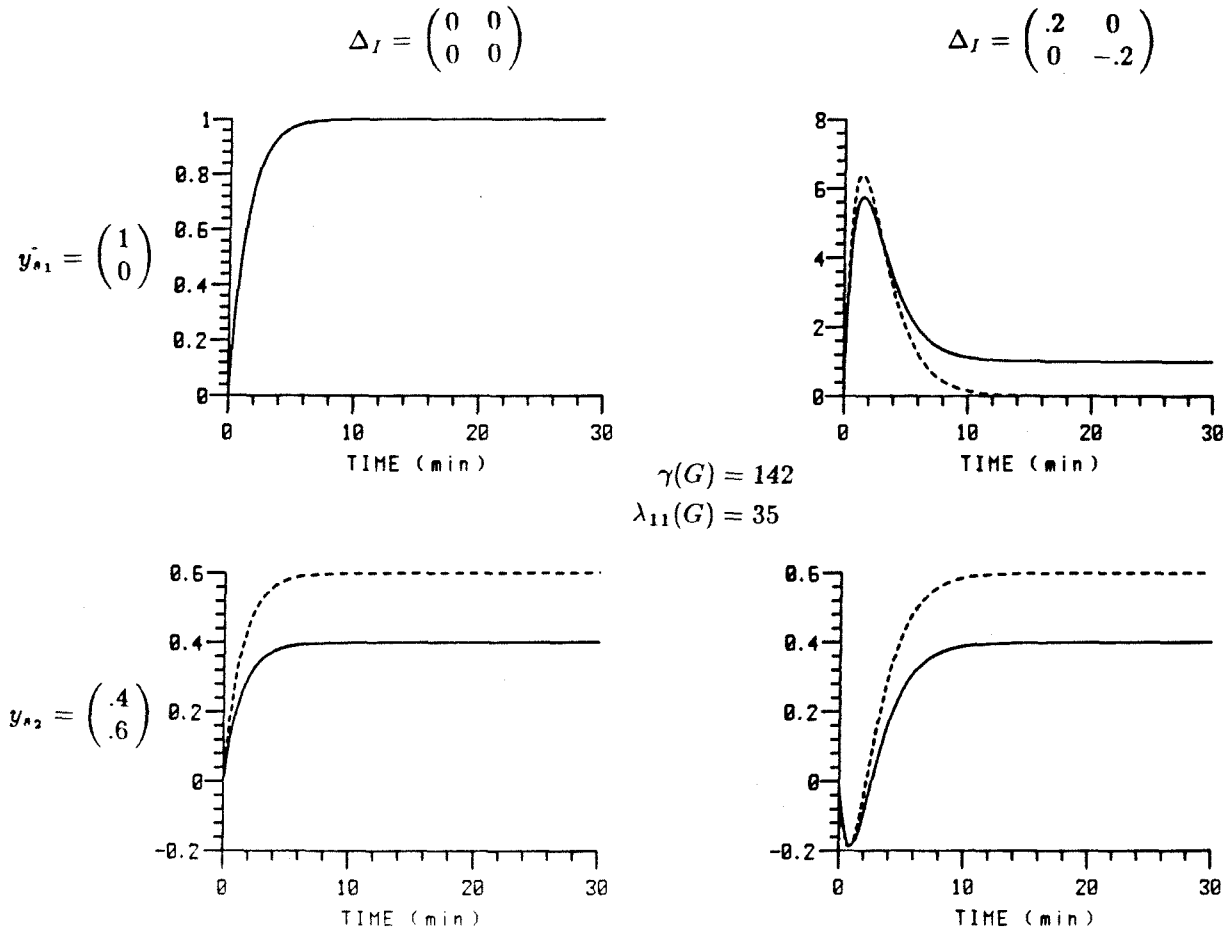 Δ_I = (0 0; 0 0)
Δ_I = (.2 0; 0 -.2)
1
0.8
0.6
0.4
0.2
0
0 10 20 30
TIME (min)
y_s1 = (1; 0)
8
6
4
2
0
0 10 20 30
TIME (min)
γ(G) = 142
λ11(G) = 35
0.6
0.4
0.2
0
-0.2
0 10 20 30
TIME (min)
y_s2 = (.4; .6)
0.6
0.4
0.2
0
-0.2
0 10 20 30
TIME (min)